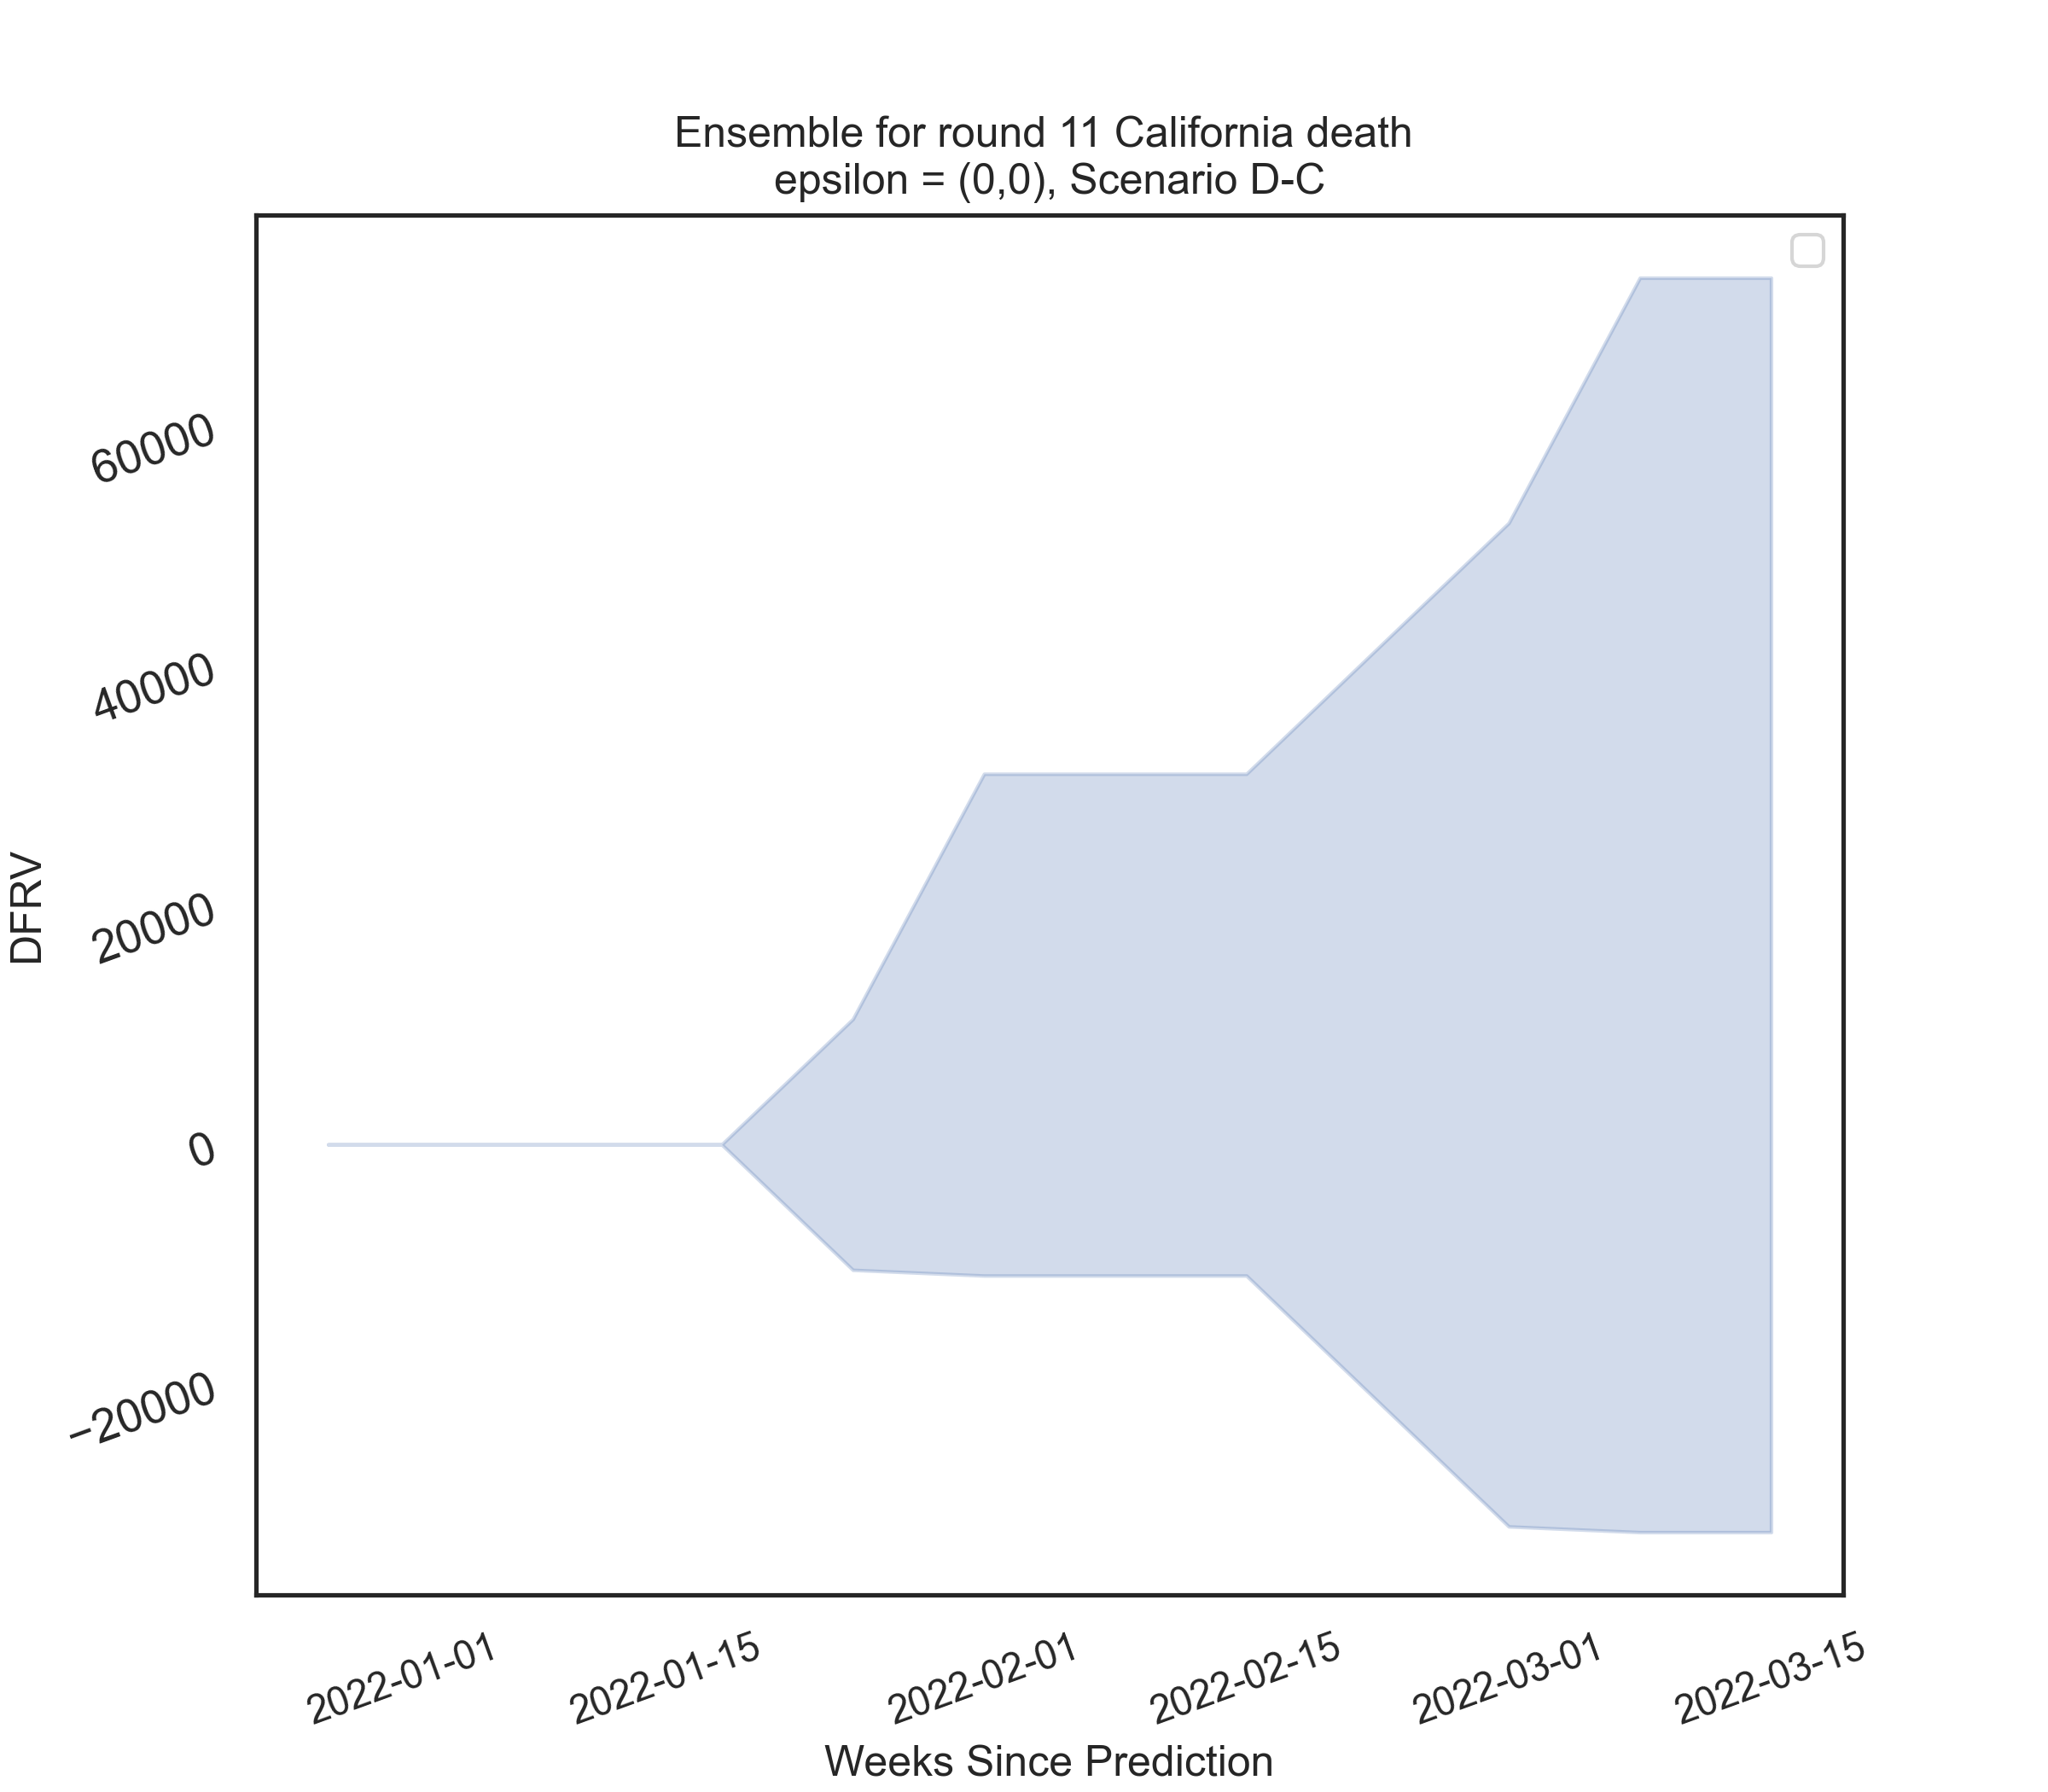 Ensemble for round 11 California death
epsilon = (0,0), Scenario D-C
60000
40000
20000
0
−20000
DFRV
2022-01-01
2022-01-15
2022-02-01
2022-02-15
2022-03-01
2022-03-15
Weeks Since Prediction